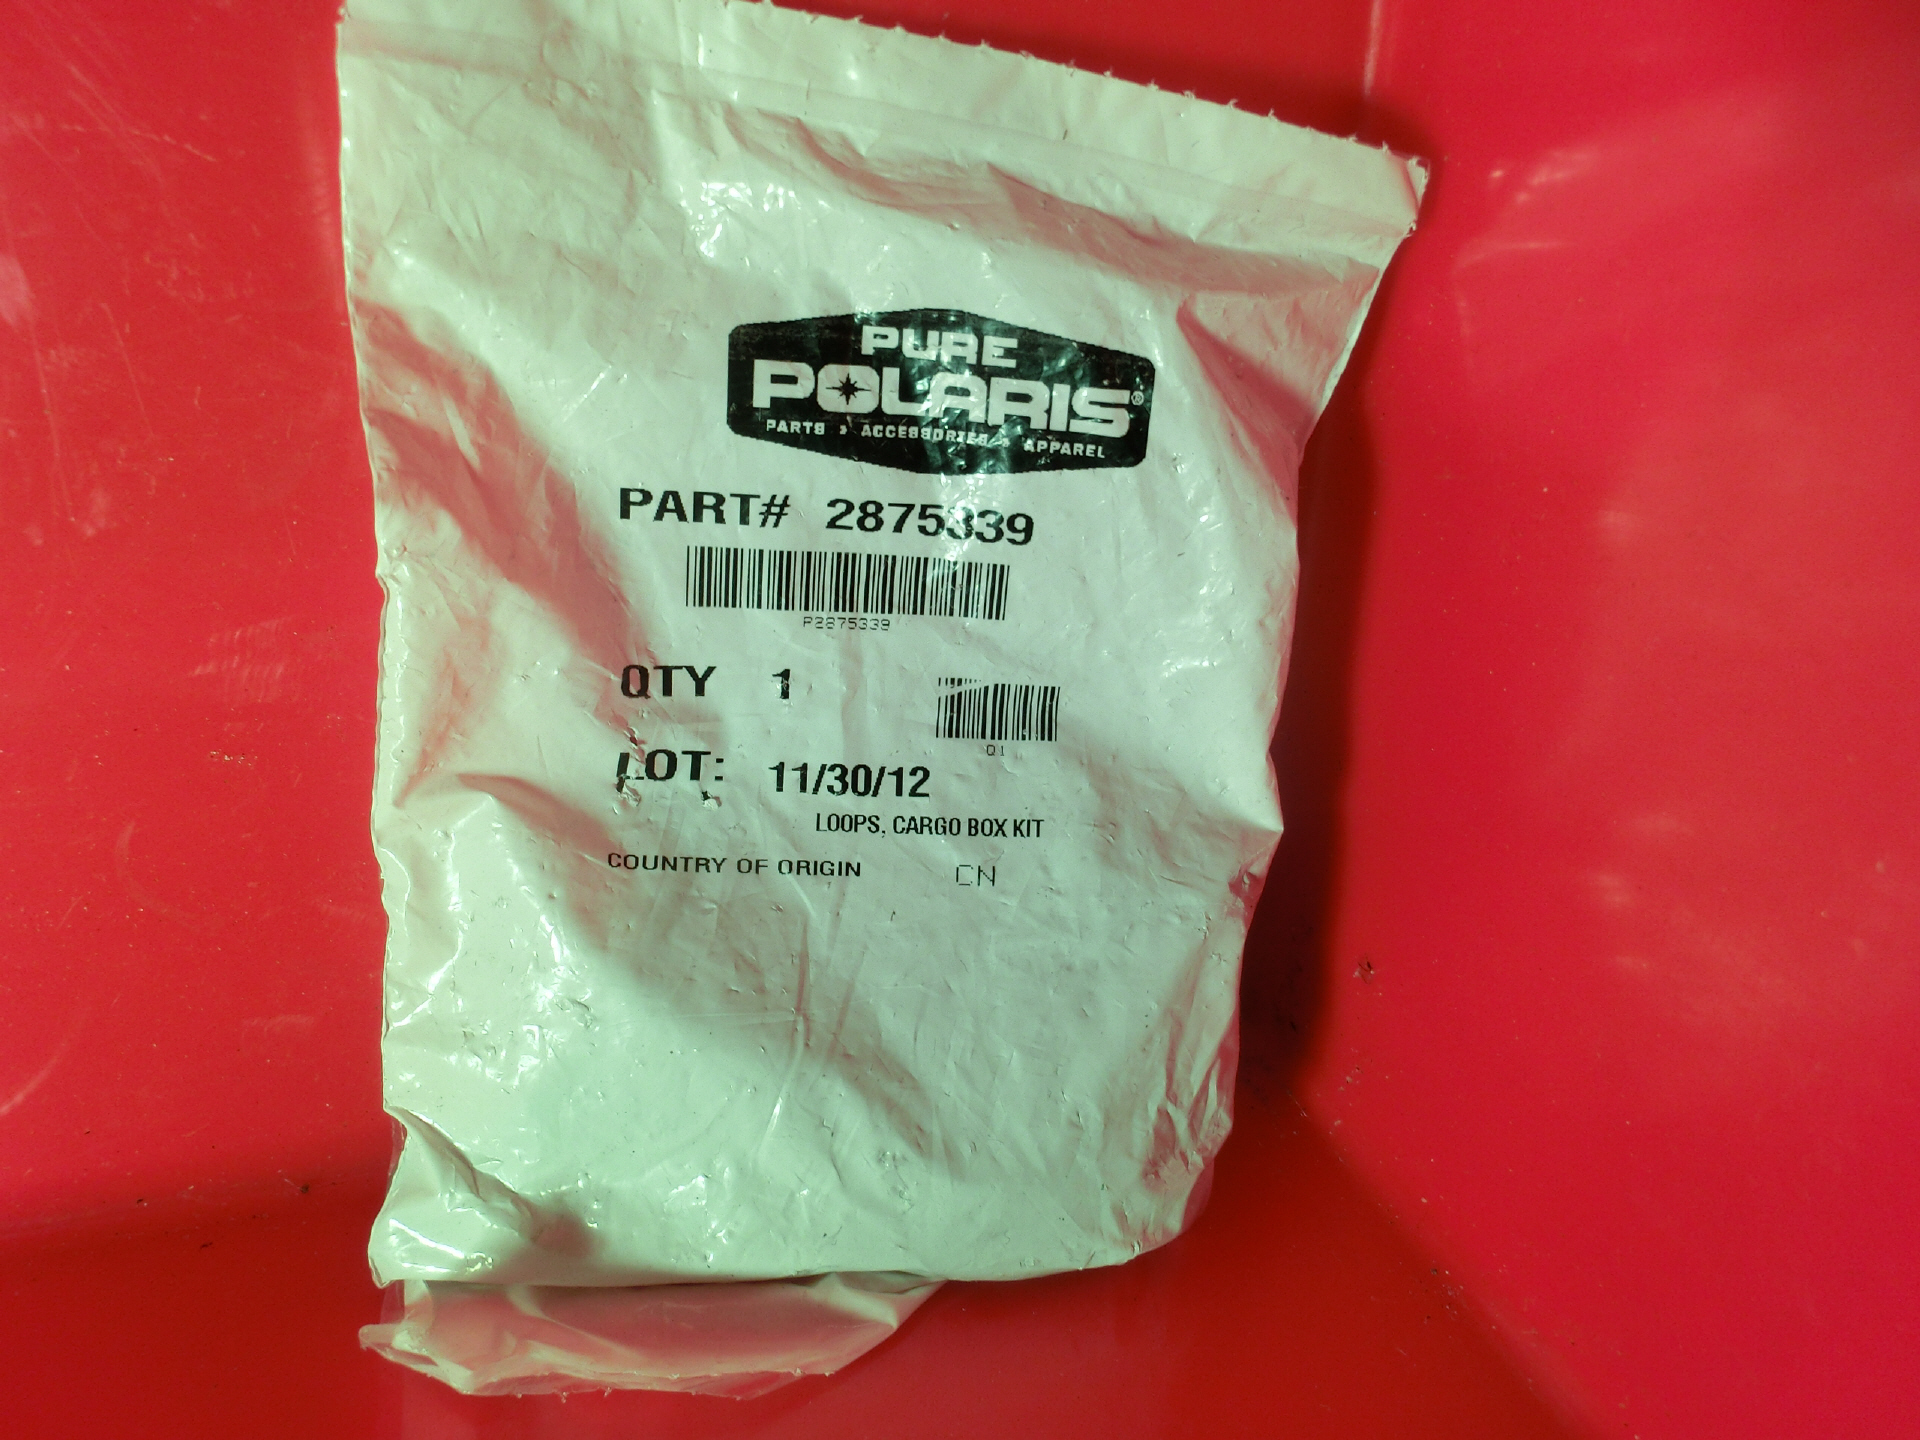 PURE
POLARIS®
PARTS › ACCESSORIES › APPAREL
PART# 2875339
P2875339
QTY 1
Q1
LOT: 11/30/12
LOOPS, CARGO BOX KIT
COUNTRY OF ORIGIN CN